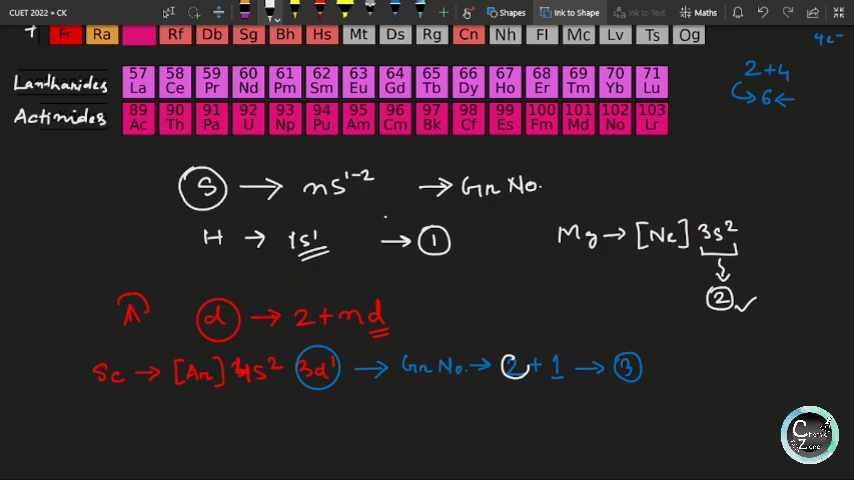 CUET 2022 > CK
Shapes
Ink to Shape
Ink to Text
Maths
Fr Ra Rf Db Sg Bh Hs Mt Ds Rg Cn Nh Fl Mc Lv Ts Og
2+4
↳6←
Lanthanides 57 58 59 60 61 62 63 64 65 66 67 68 69 70 71
La Ce Pr Nd Pm Sm Eu Gd Tb Dy Ho Er Tm Yb Lu
Actinides 89 90 91 92 93 94 95 96 97 98 99 100 101 102 103
Ac Th Pa U Np Pu Am Cm Bk Cf Es Fm Md No Lr
S → ns¹⁻² → Gr No.
H → 1s¹ → 1
Mg → [Ne] 3s²
2 ✓
d → 2 + nd
Sc → [Ar] 4s² 3d¹ → Gr No. → 2 + 1 → 3
Zone